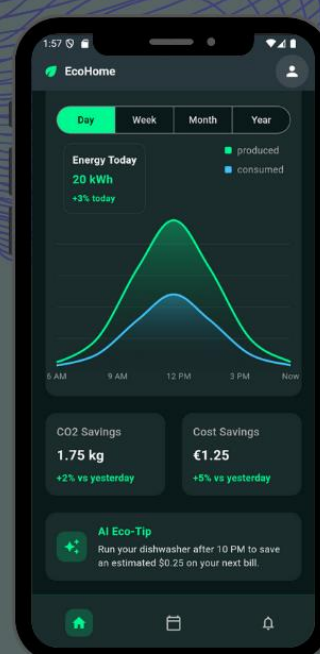 1:57
EcoHome
Day Week Month Year
Energy Today
20 kWh
+3% today
produced
consumed
6 AM 9 AM 12 PM 3 PM Now
CO2 Savings
1.75 kg
+2% vs yesterday
Cost Savings
€1.25
+5% vs yesterday
AI Eco-Tip
Run your dishwasher after 10 PM to save
an estimated $0.25 on your next bill.